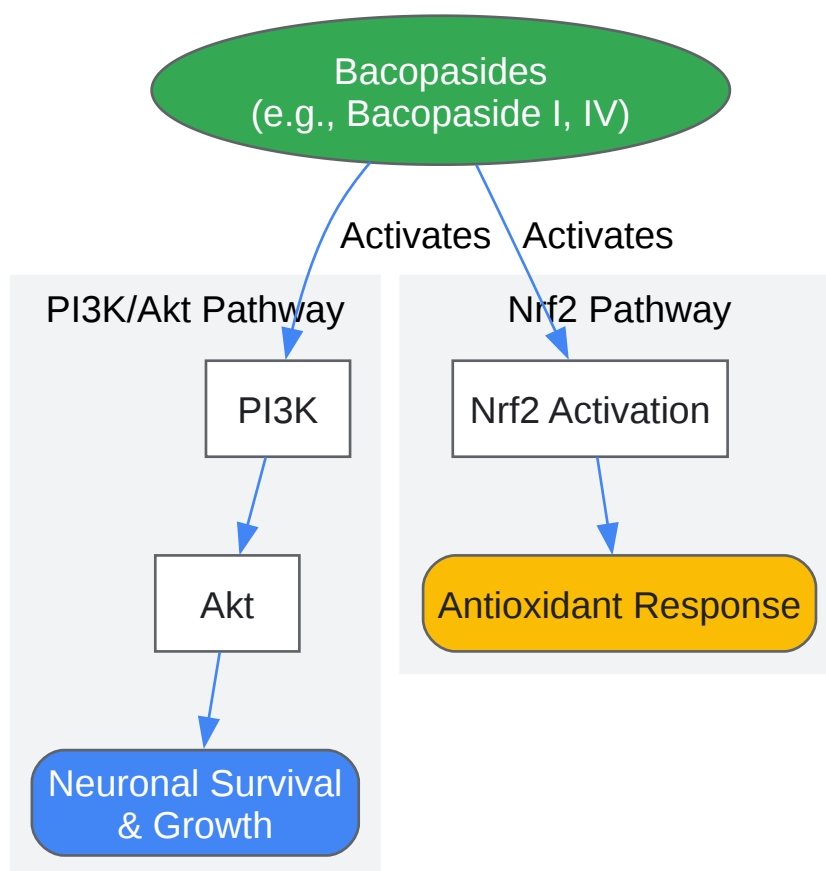 Bacopasides
(e.g., Bacopaside I, IV)
Activates
Activates
PI3K/Akt Pathway
Nrf2 Pathway
PI3K
Nrf2 Activation
Akt
Antioxidant Response
Neuronal Survival
& Growth